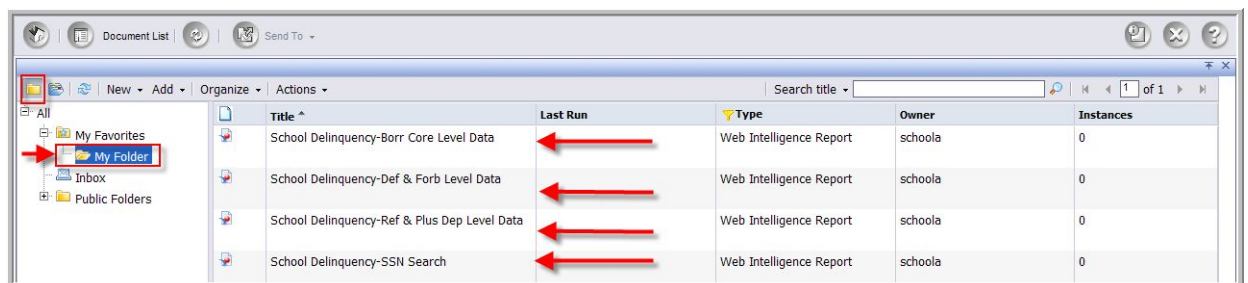 Document List Send To
New Add Organize Actions Search title 1 of 1
All Title Last Run Type Owner Instances
My Favorites School Delinquency-Borr Core Level Data Web Intelligence Report schoola 0
My Folder
Inbox School Delinquency-Def & Forb Level Data Web Intelligence Report schoola 0
Public Folders
School Delinquency-Ref & Plus Dep Level Data Web Intelligence Report schoola 0
School Delinquency-SSN Search Web Intelligence Report schoola 0